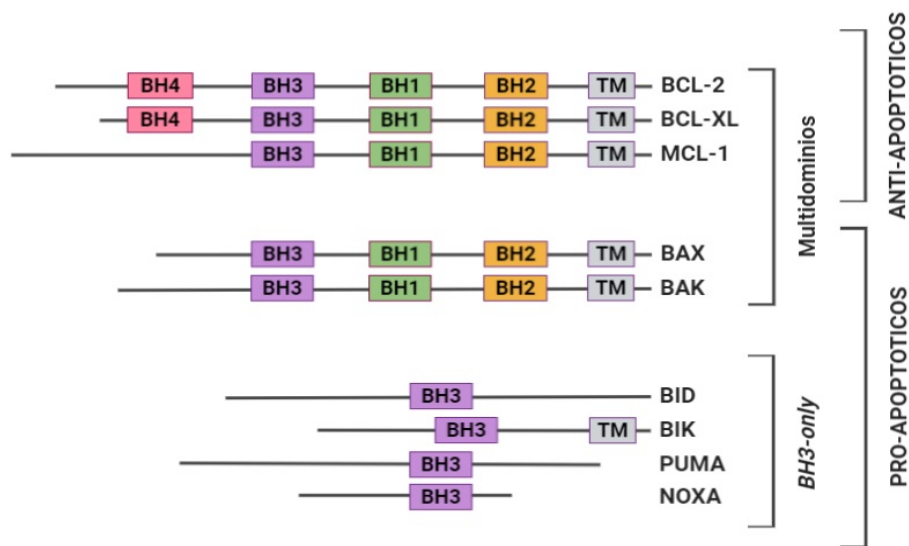 BH4 BH3 BH1 BH2 TM BCL-2
BH4 BH3 BH1 BH2 TM BCL-XL
BH3 BH1 BH2 TM MCL-1
BH3 BH1 BH2 TM BAX
BH3 BH1 BH2 TM BAK
BH3 BID
BH3 TM BIK
BH3 PUMA
BH3 NOXA
Multidominios
BH3-only
ANTI-APOPTOTICOS
PRO-APOPTOTICOS